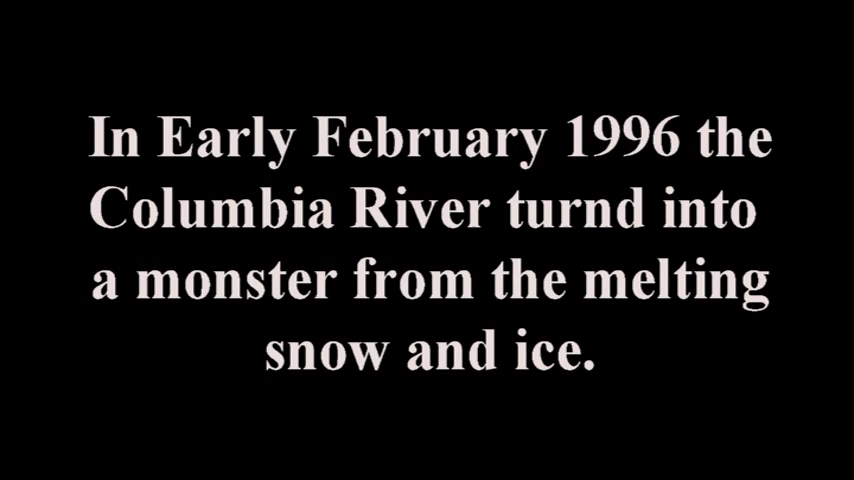 In Early February 1996 the
Columbia River turnd into
a monster from the melting
snow and ice.